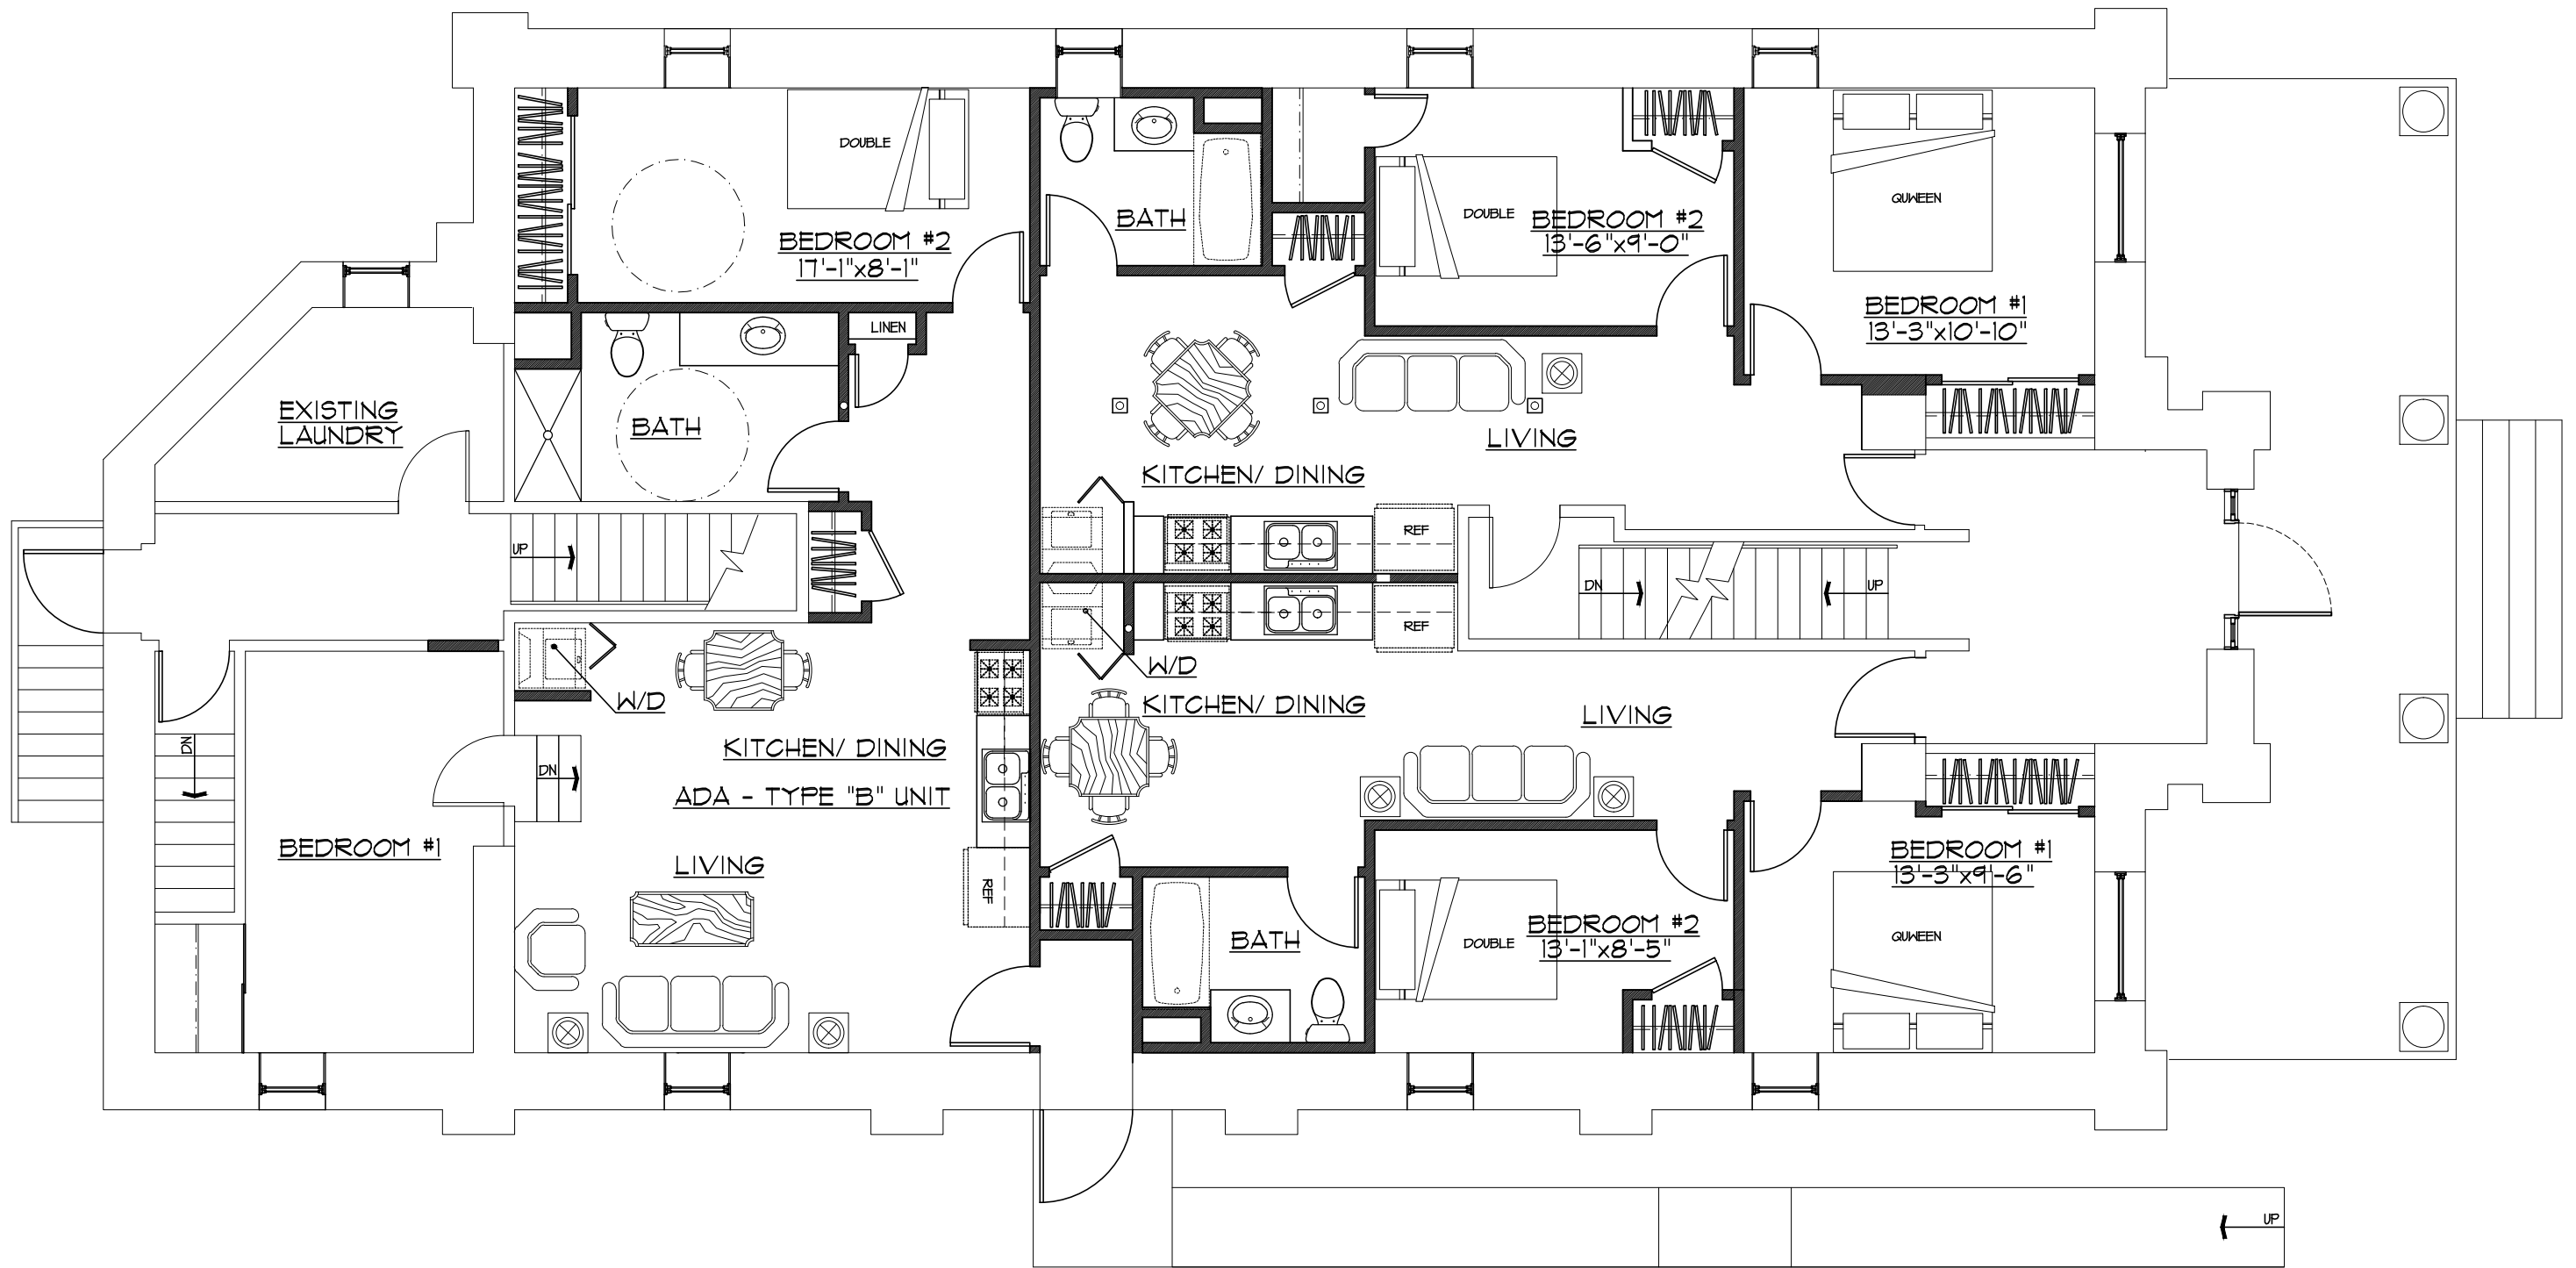 DOUBLE
BEDROOM #2
17'-1"x8'-1"
BATH
DOUBLE
BEDROOM #2
13'-6"x9'-0"
QUWEEN
BEDROOM #1
13'-3"x10'-10"
LINEN
EXISTING
LAUNDRY
BATH
LIVING
KITCHEN/ DINING
UP
REF
DN
UP
REF
W/D
W/D
KITCHEN/ DINING
LIVING
DN
KITCHEN/ DINING
DN
ADA - TYPE "B" UNIT
BEDROOM #1
LIVING
REF
BEDROOM #1
13'-3"x9'-6"
BATH
DOUBLE
BEDROOM #2
13'-1"x8'-5"
QUWEEN
UP